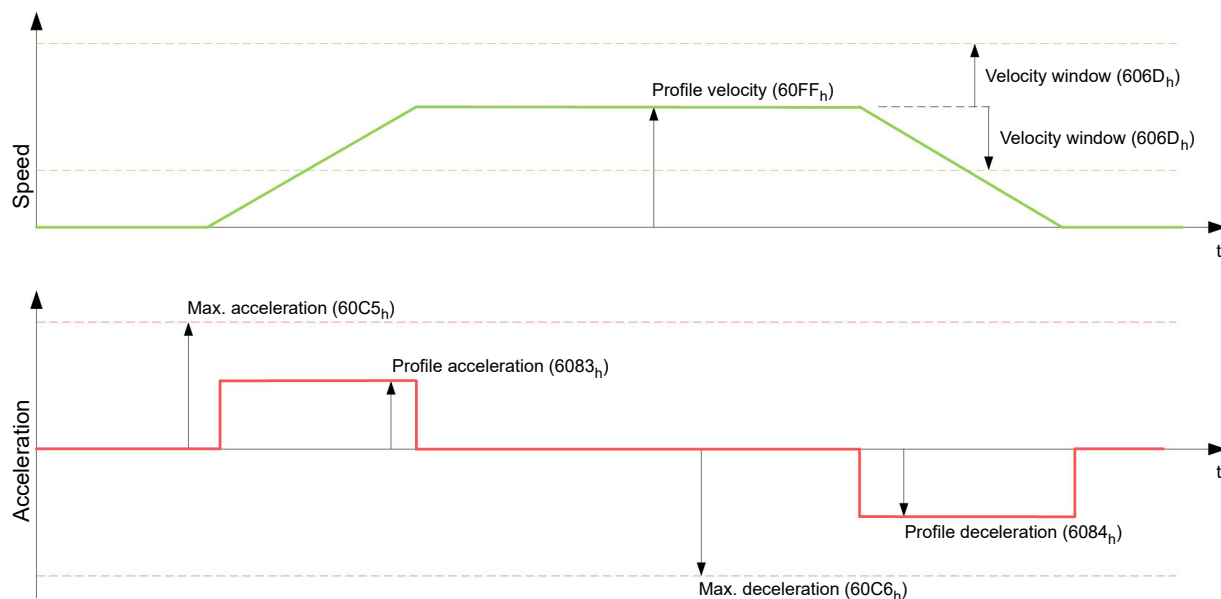 Velocity window (606Dh)
Profile velocity (60FFh)
Velocity window (606Dh)
Speed
t
Max. acceleration (60C5h)
Profile acceleration (6083h)
Acceleration
t
Profile deceleration (6084h)
Max. deceleration (60C6h)